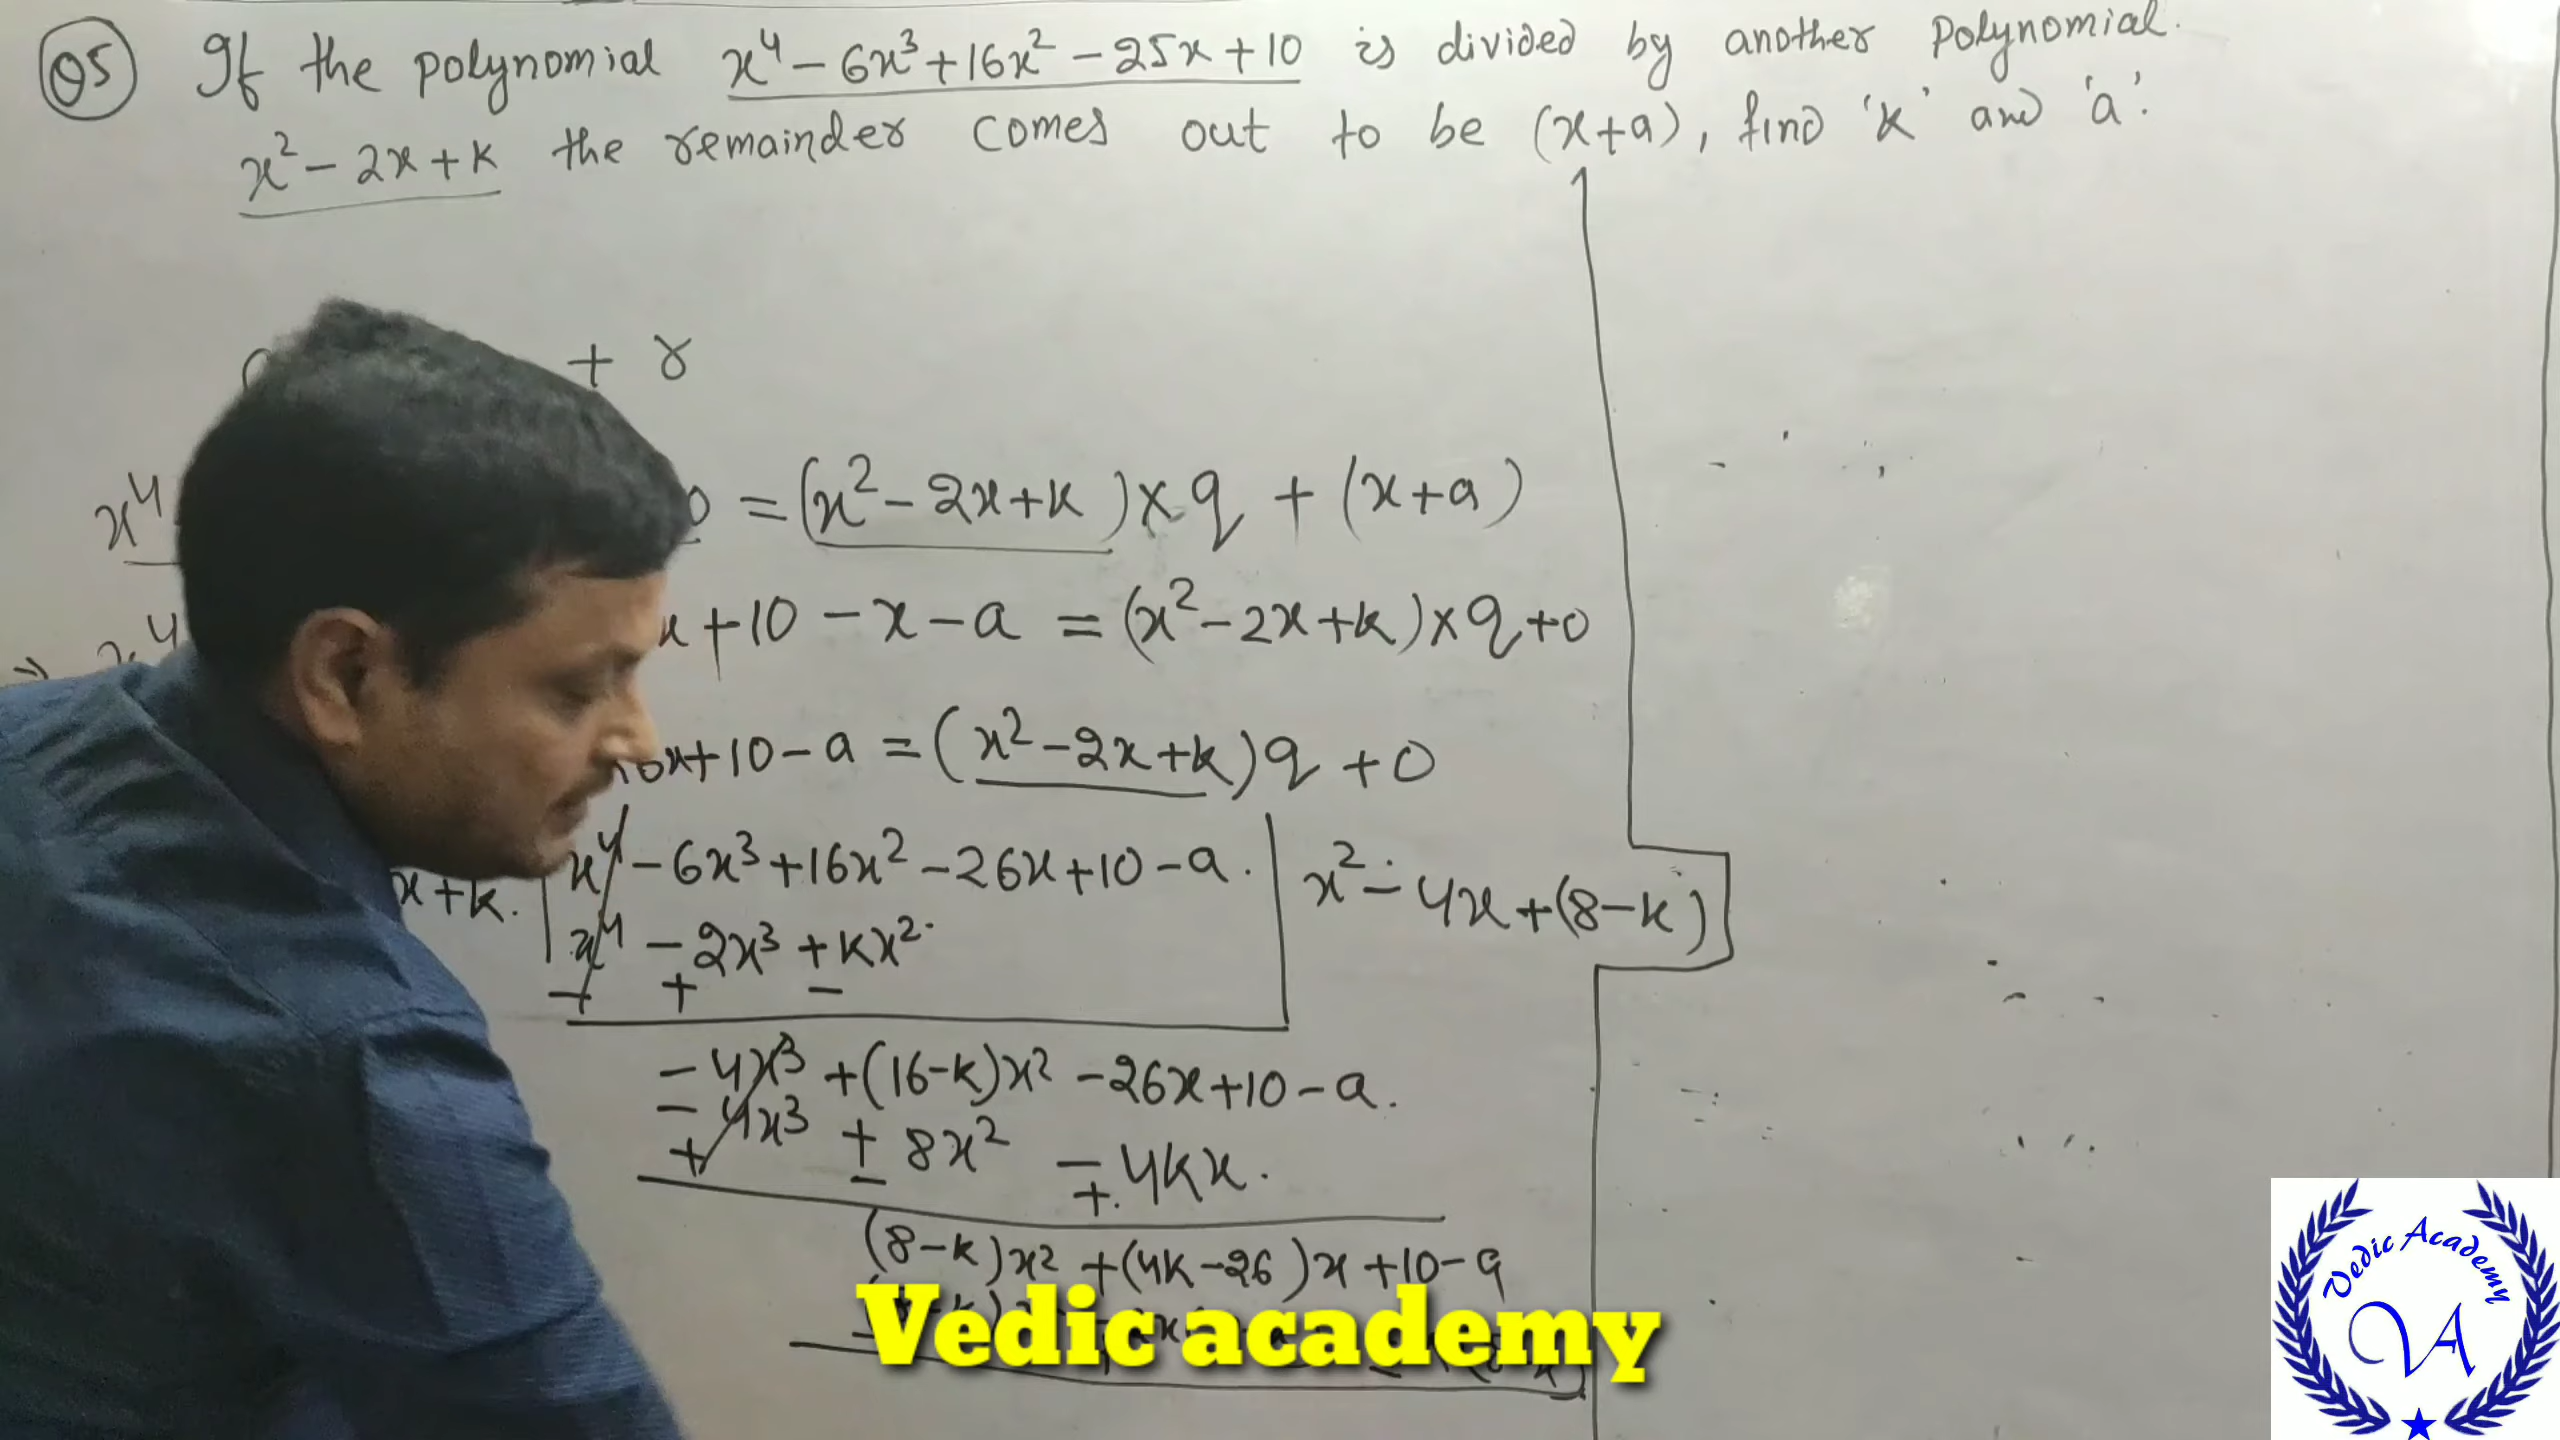 Q5 If the polynomial x⁴ - 6x³ + 16x² - 25x + 10 is divided by another polynomial.
x² - 2x + k the remainder comes out to be (x+a), find 'k' and 'a'.
+ r
x⁴ 0 = (x² - 2x + k) × q + (x + a)
→ x⁴ x + 10 - x - a = (x² - 2x + k) × q + 0
x + 10 - a = (x² - 2x + k) q + 0
x + k. x⁴ - 6x³ + 16x² - 26x + 10 - a. x² - 4x + (8 - k)
x⁴ - 2x³ + kx²
- + -
- 4x³ + (16 - k)x² - 26x + 10 - a.
- 4x³ + 8x² - 4kx.
+ - +
(8 - k)x² + (4k - 26)x + 10 - a
Vedic academy
Vedic Academy
VA